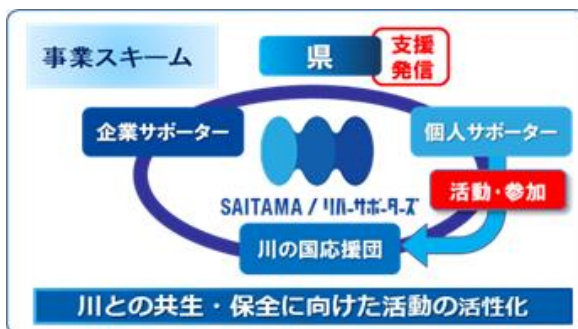 事業スキーム
県
支援
発信
企業サポーター
個人サポーター
SAITAMA / リバーサポーターズ
活動・参加
川の国応援団
川との共生・保全に向けた活動の活性化